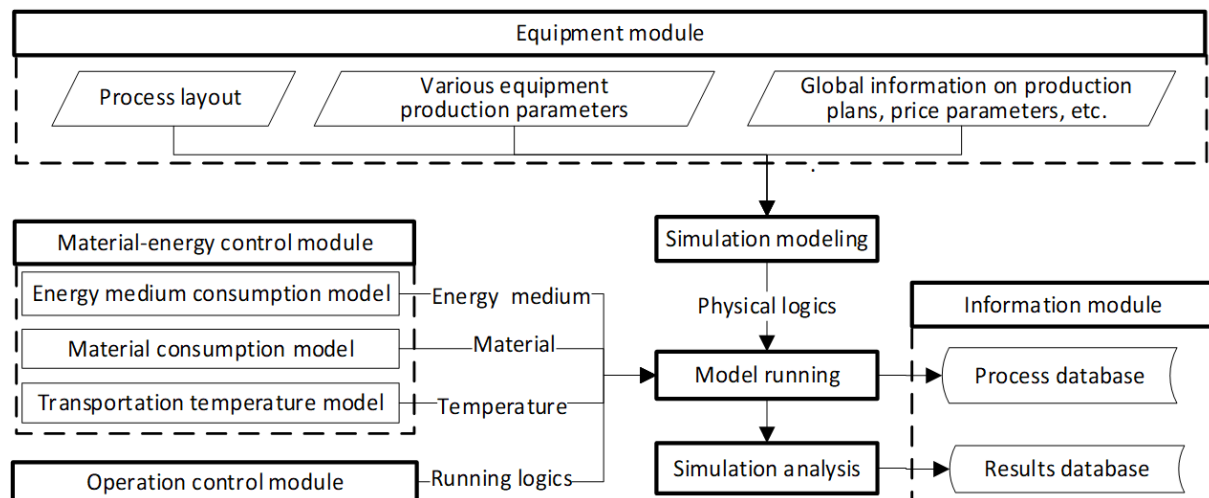 Equipment module
Process layout
Various equipment
production parameters
Global information on production
plans, price parameters, etc.
Material-energy control module
Simulation modeling
Energy medium consumption model
Energy medium
Physical logics
Information module
Material consumption model
Material
Model running
Process database
Transportation temperature model
Temperature
Operation control module
Running logics
Simulation analysis
Results database